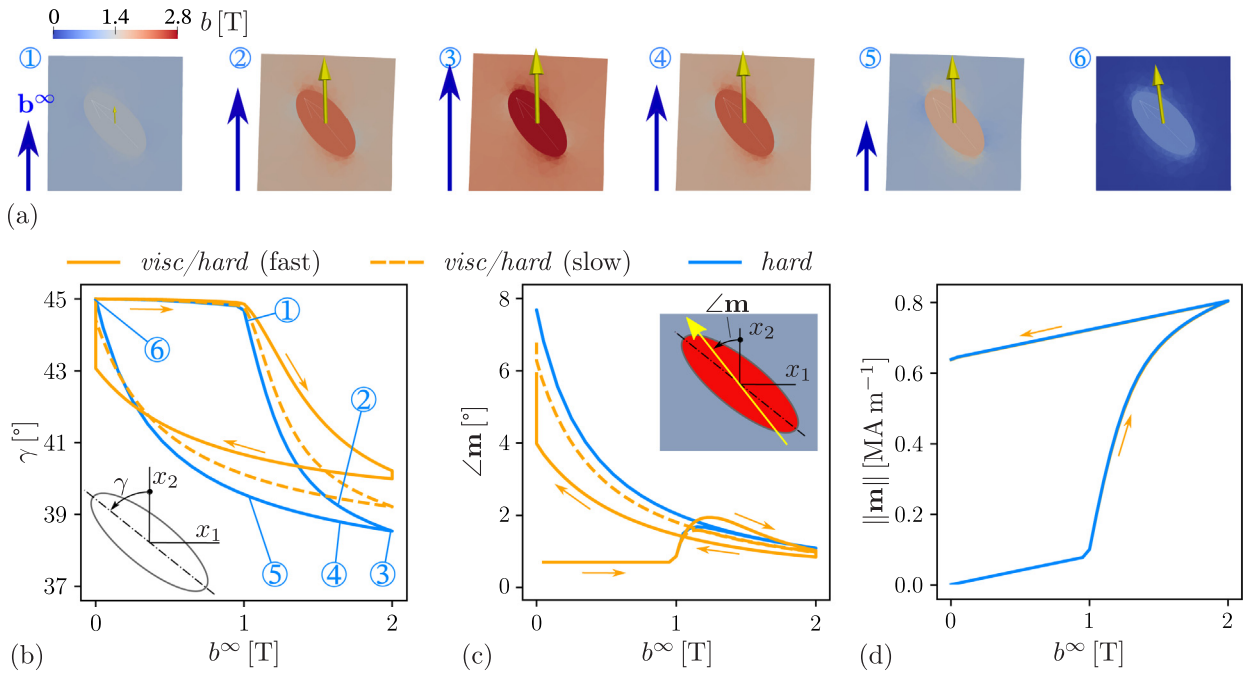 0 1.4 2.8 b [T]
① ② ③ ④ ⑤ ⑥
b∞
(a)
visc/hard (fast) visc/hard (slow) hard
45
43
41
39
37
γ [°]
①
②
⑥
γ
x₂
x₁
⑤ ④ ③
0 1 2
b∞ [T]
(b)
8
6
4
2
0
∠m [°]
∠m
x₂
x₁
0 1 2
b∞ [T]
(c)
0.8
0.6
0.4
0.2
0.0
||m|| [MA m⁻¹]
0 1 2
b∞ [T]
(d)